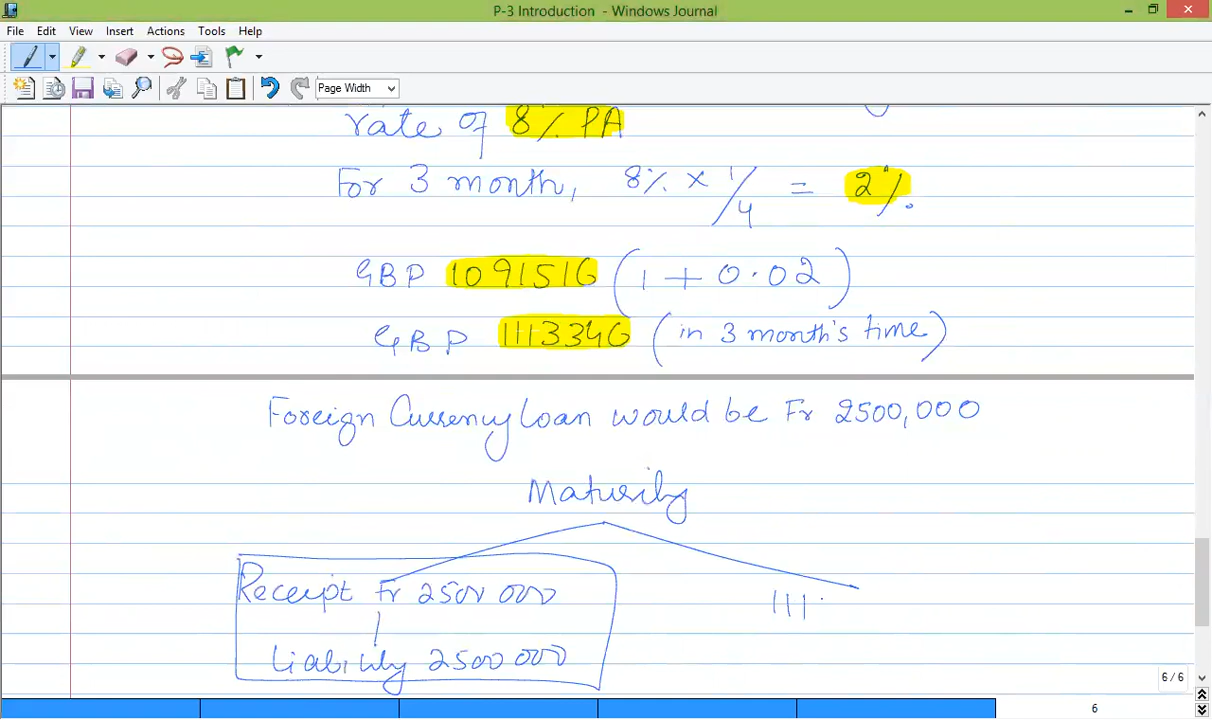 P-3 Introduction - Windows Journal
File Edit View Insert Actions Tools Help
Page Width
rate of 8% PA
For 3 month, 8% × 1/4 = 2%.
GBP 1091516 (1 + 0.02)
GBP 1113346 (in 3 month's time)
Foreign Currency loan would be Fr 2500,000
Maturity
Receipt Fr 2500 000
111
Liability 2500 000
6 / 6
6